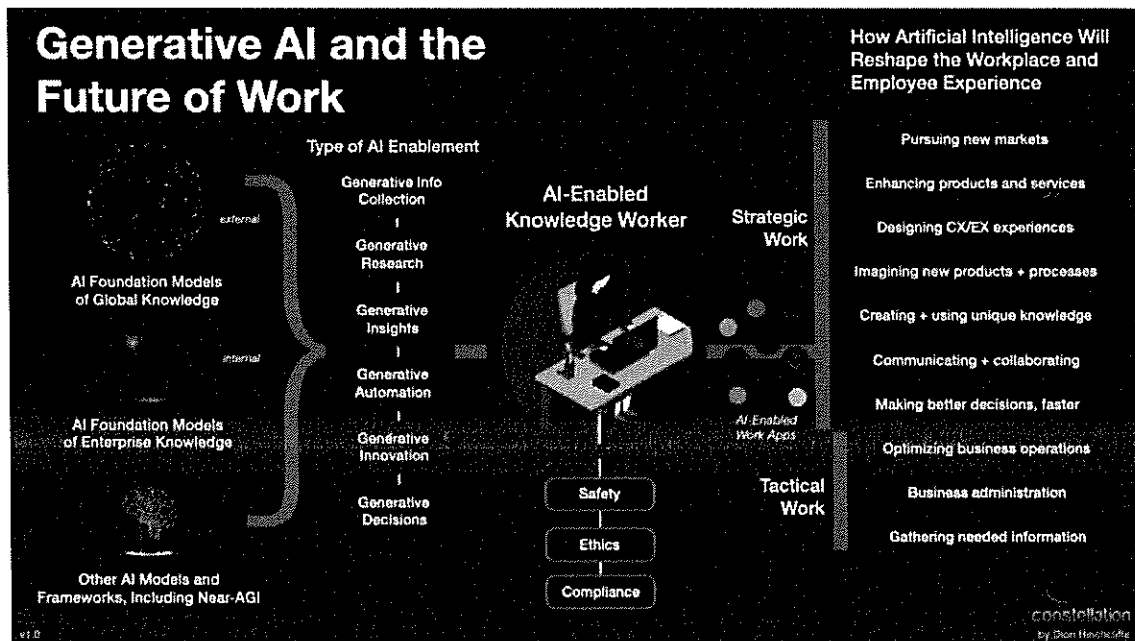 Generative AI and the
Future of Work
How Artificial Intelligence Will
Reshape the Workplace and
Employee Experience
external
AI Foundation Models
of Global Knowledge
internal
AI Foundation Models
of Enterprise Knowledge
Other AI Models and
Frameworks, Including Near-AGI
Type of AI Enablement
Generative Info
Collection
Generative
Research
Generative
Insights
Generative
Automation
Generative
Innovation
Generative
Decisions
AI-Enabled
Knowledge Worker
Safety
Ethics
Compliance
AI-Enabled
Work Apps
Strategic
Work
Tactical
Work
Pursuing new markets
Enhancing products and services
Designing CX/EX experiences
Imagining new products + processes
Creating + using unique knowledge
Communicating + collaborating
Making better decisions, faster
Optimizing business operations
Business administration
Gathering needed information
v1.0
constellation
by Dion Hinchcliffe